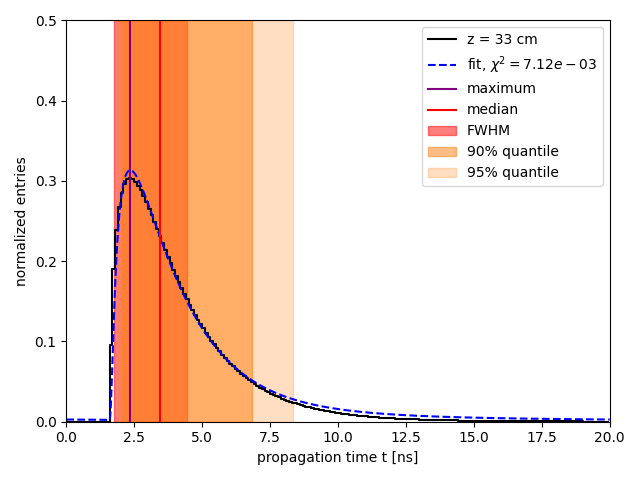 0.5
0.4
0.3
0.2
0.1
0.0
normalized entries
z = 33 cm
fit, χ² = 7.12e − 03
maximum
median
FWHM
90% quantile
95% quantile
0.0 2.5 5.0 7.5 10.0 12.5 15.0 17.5 20.0
propagation time t [ns]